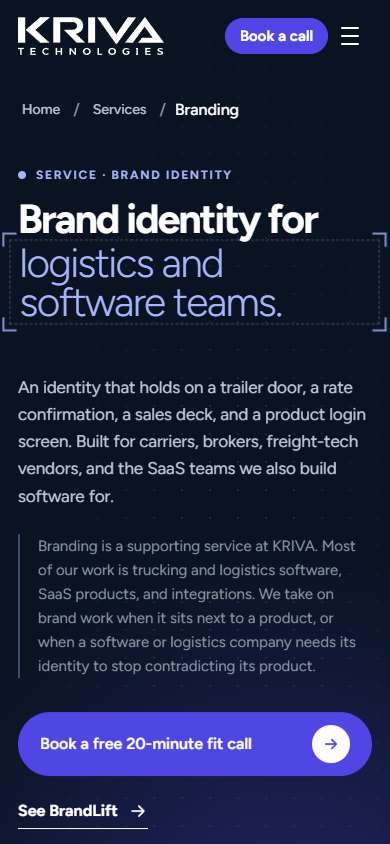 KRIVA
TECHNOLOGIES
Book a call
Home / Services / Branding
SERVICE · BRAND IDENTITY
Brand identity for
logistics and
software teams.
An identity that holds on a trailer door, a rate
confirmation, a sales deck, and a product login
screen. Built for carriers, brokers, freight-tech
vendors, and the SaaS teams we also build
software for.
Branding is a supporting service at KRIVA. Most
of our work is trucking and logistics software,
SaaS products, and integrations. We take on
brand work when it sits next to a product, or
when a software or logistics company needs its
identity to stop contradicting its product.
Book a free 20-minute fit call
See BrandLift